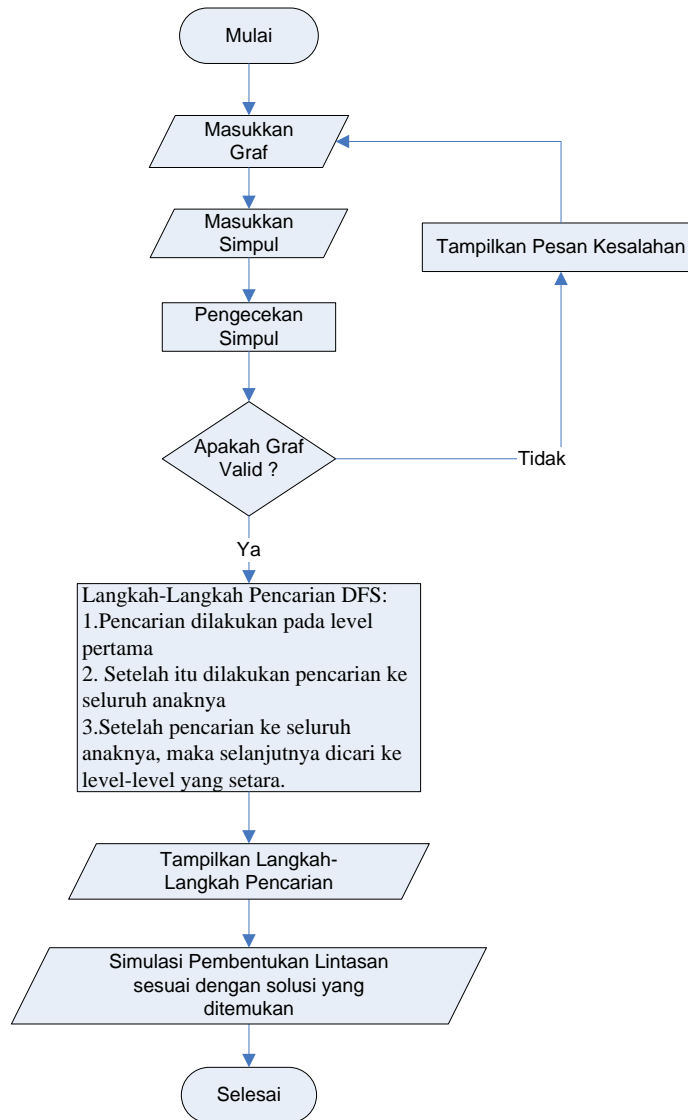 Mulai
Masukkan
Graf
Masukkan
Simpul
Tampilkan Pesan Kesalahan
Pengecekan
Simpul
Apakah Graf
Valid ?
Tidak
Ya
Langkah-Langkah Pencarian DFS:
1.Pencarian dilakukan pada level
pertama
2. Setelah itu dilakukan pencarian ke
seluruh anaknya
3.Setelah pencarian ke seluruh
anaknya, maka selanjutnya dicari ke
level-level yang setara.
Tampilkan Langkah-
Langkah Pencarian
Simulasi Pembentukan Lintasan
sesuai dengan solusi yang
ditemukan
Selesai